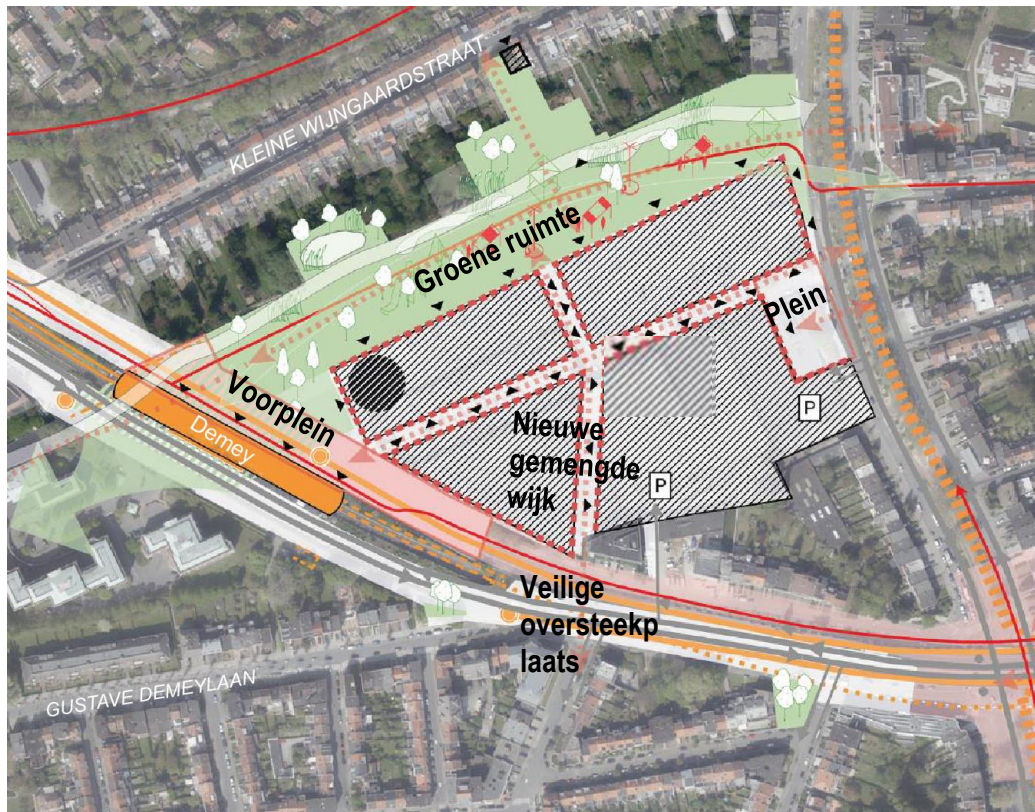 KLEINE WIJNGAARDSTRAAT
Groene ruimte
Plein
Voorplein
Demey
P
Nieuwe
gemengde
wijk
P
Veilige
oversteekp
laats
GUSTAVE DEMEYLAAN